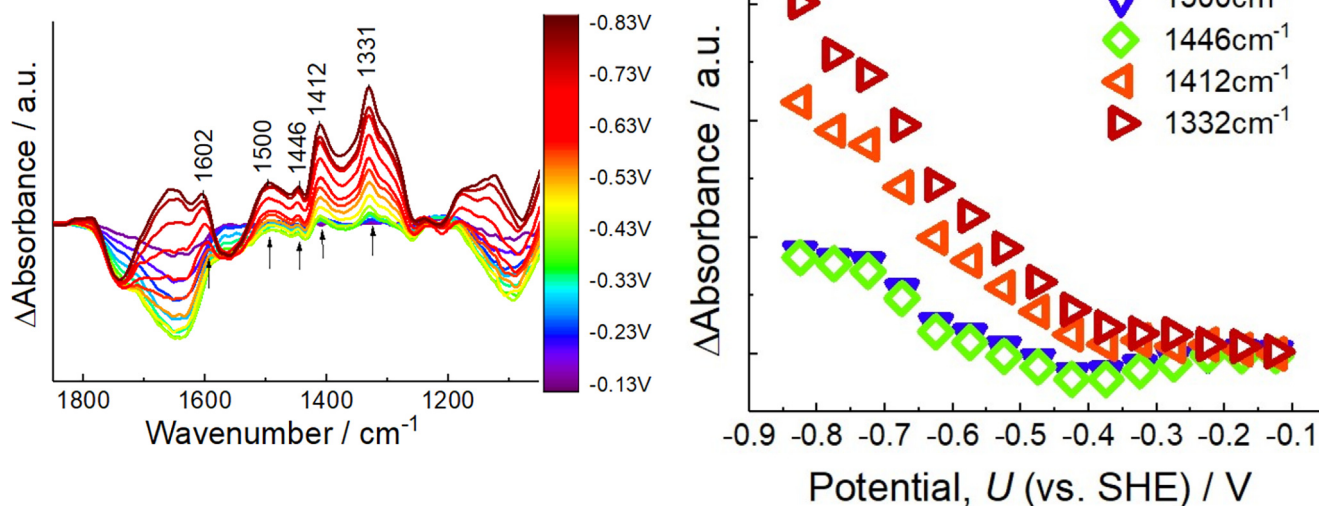 ΔAbsorbance / a.u.
1602
1500
1446
1412
1331
-0.83V
-0.73V
-0.63V
-0.53V
-0.43V
-0.33V
-0.23V
-0.13V
1800 1600 1400 1200
Wavenumber / cm⁻¹
ΔAbsorbance / a.u.
1446cm⁻¹
1412cm⁻¹
1332cm⁻¹
-0.9 -0.8 -0.7 -0.6 -0.5 -0.4 -0.3 -0.2 -0.1
Potential, U (vs. SHE) / V